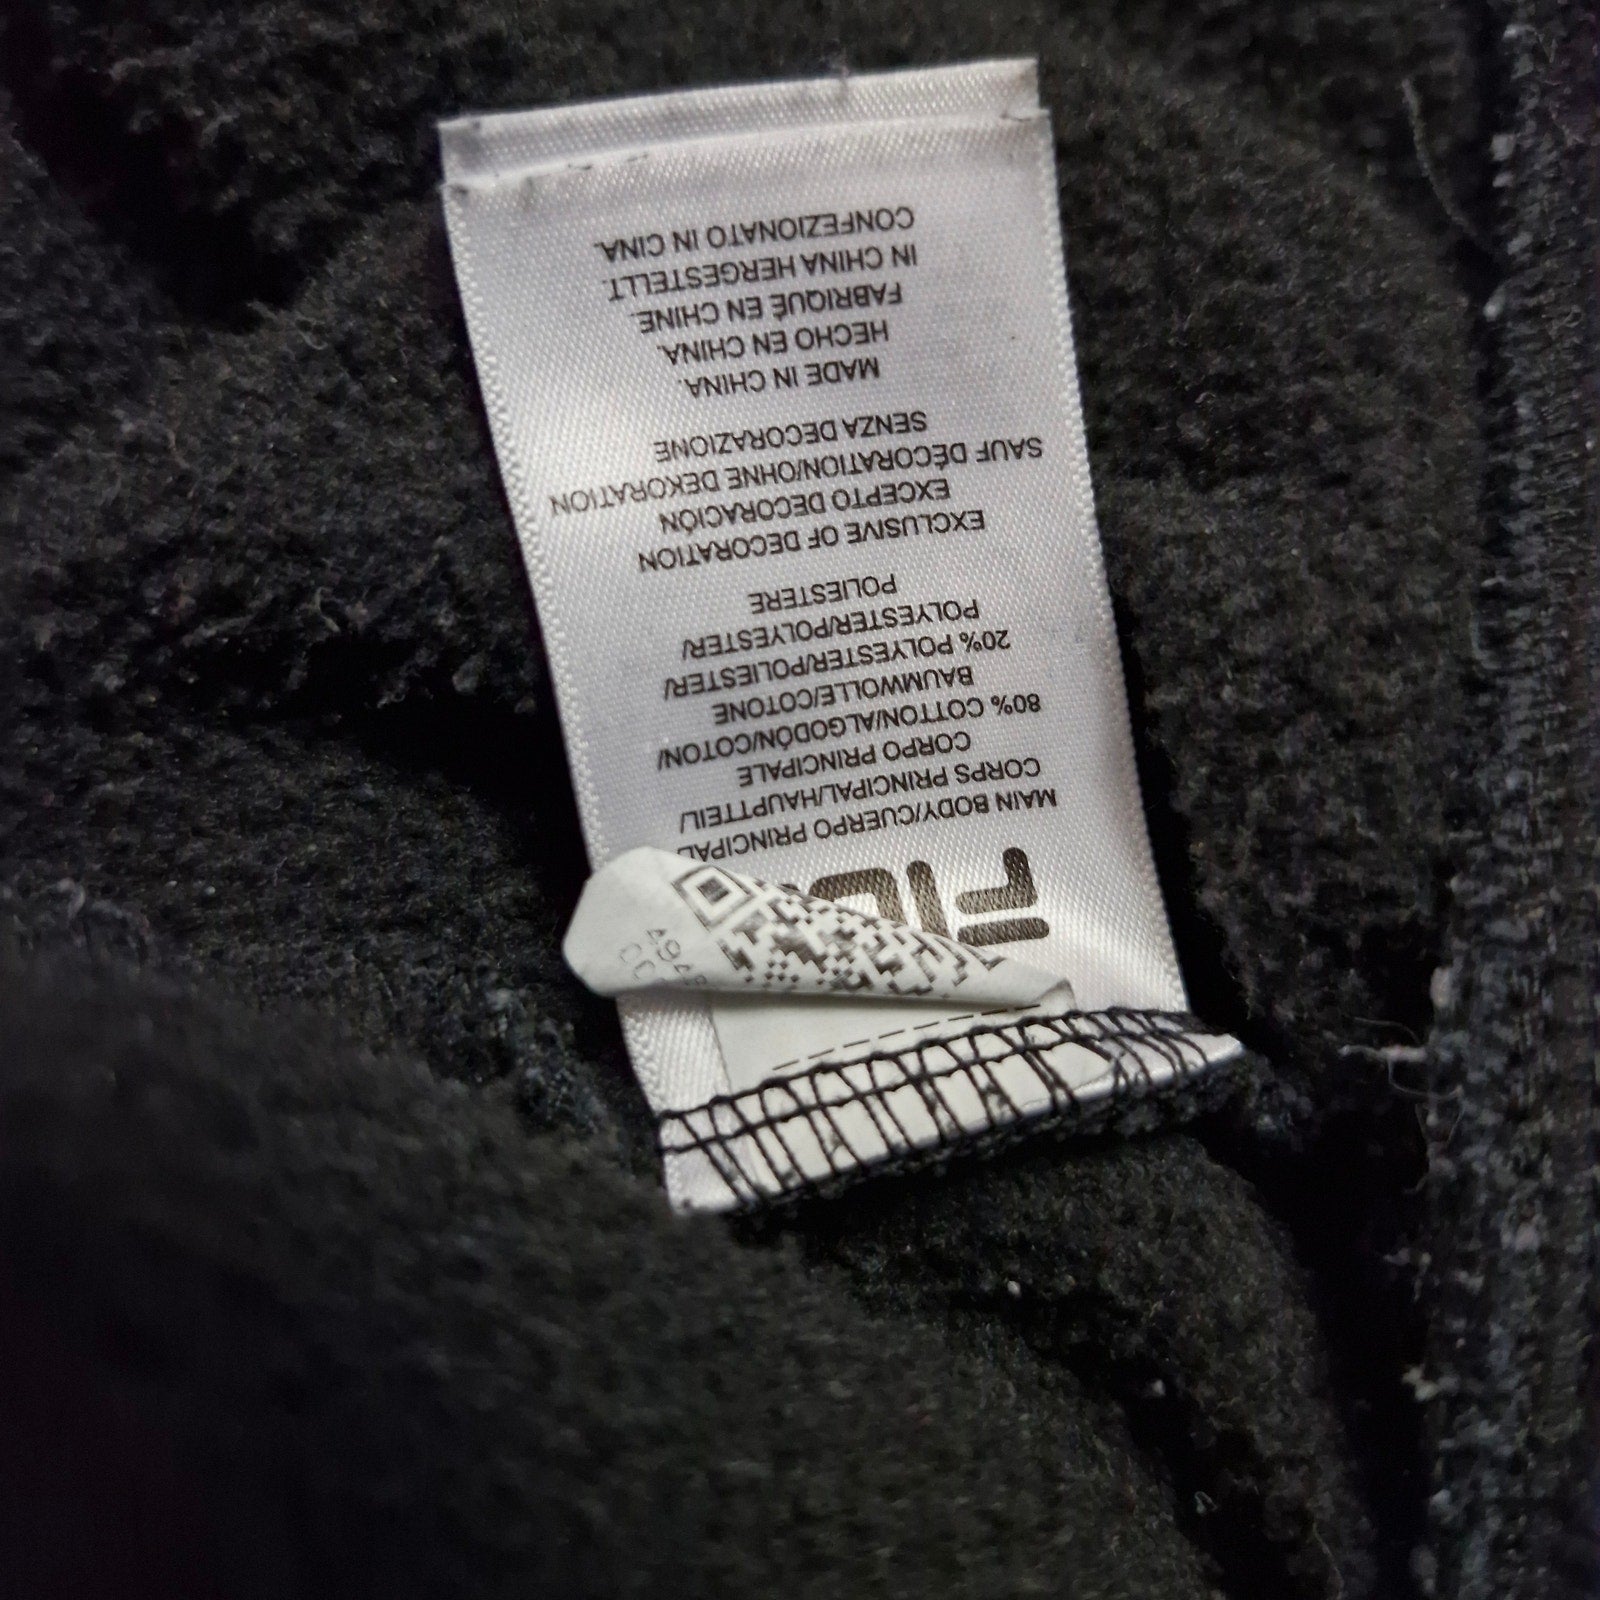 FILA
MAIN BODY/CUERPO PRINCIPAL
CORPS PRINCIPAL/HAUPTTEIL/
CORPO PRINCIPALE
80% COTTON/ALGODÓN/COTON/
BAUMWOLLE/COTONE
20% POLYESTER/POLIESTER/
POLYESTER/POLYESTER/
POLIESTERE
EXCLUSIVE OF DECORATION
EXCEPTO DECORACIÓN
SAUF DÉCORATION/OHNE DEKORATION
SENZA DECORAZIONE
MADE IN CHINA.
HECHO EN CHINA.
FABRIQUÉ EN CHINE.
IN CHINA HERGESTELLT.
CONFEZIONATO IN CINA.